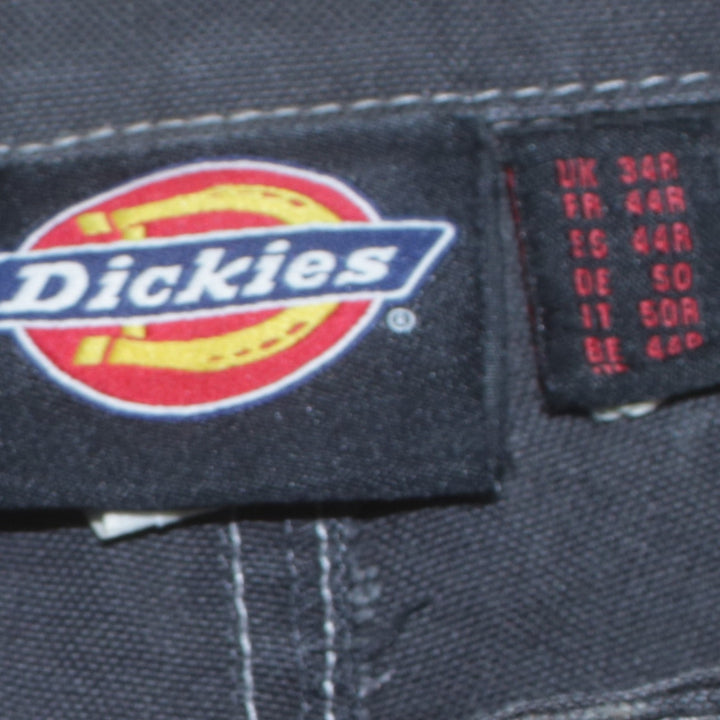 Dickies
®
UK 34R
FR 44R
ES 44R
DE 50
IT 50R
BE 44R